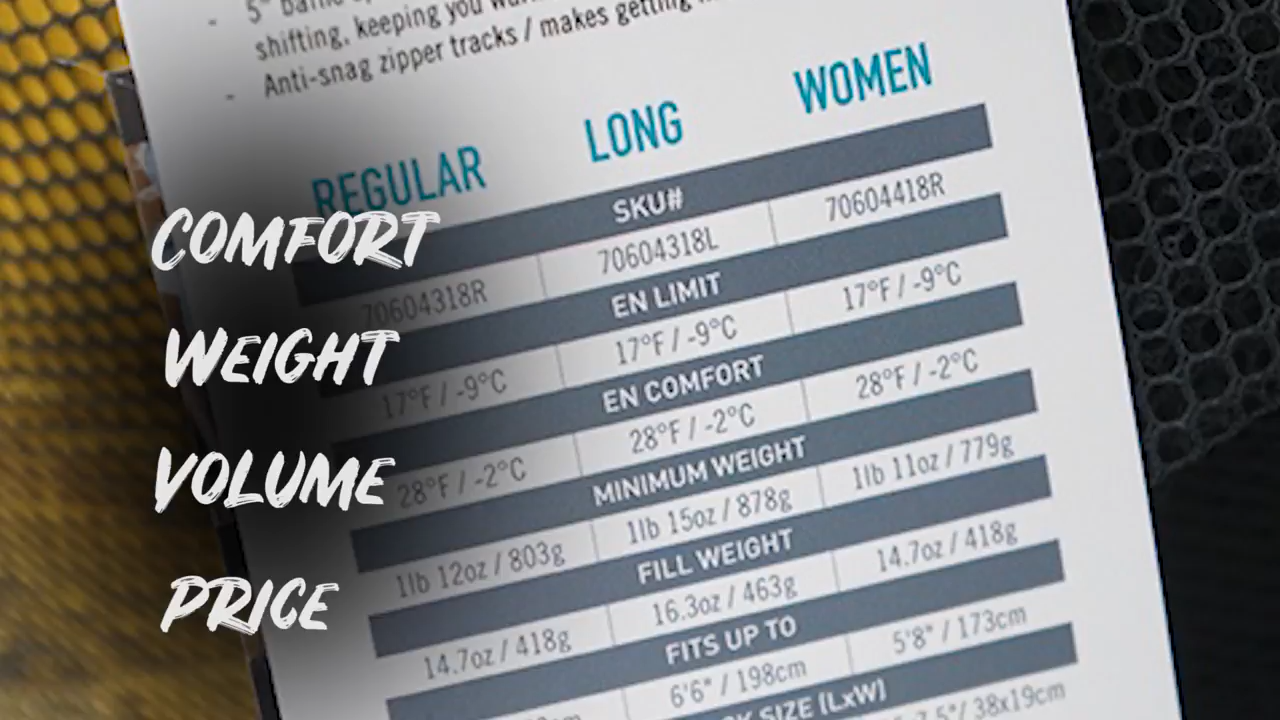 5"
shifting, keeping you
Anti-snag zipper tracks / makes getting
REGULAR LONG WOMEN
SKU#
70604318R 70604318L 70604418R
EN LIMIT
17°F / -9°C 17°F / -9°C 17°F / -9°C
EN COMFORT
28°F / -2°C 28°F / -2°C 28°F / -2°C
MINIMUM WEIGHT
1lb 12oz / 803g 1lb 15oz / 878g 1lb 11oz / 779g
FILL WEIGHT
14.7oz / 418g 16.3oz / 463g 14.7oz / 418g
FITS UP TO
6'6" / 198cm 5'8" / 173cm
SIZE (LxW)
38x19cm
COMFORT
WEIGHT
VOLUME
PRICE